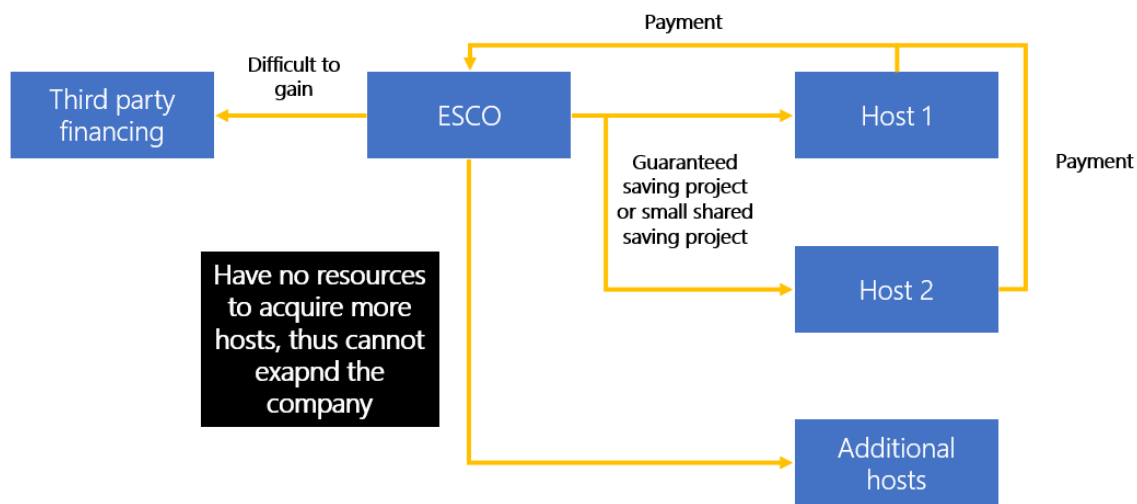 Payment
Difficult to
gain
Third party
financing
ESCO
Host 1
Guaranteed
saving project
or small shared
saving project
Payment
Have no resources
to acquire more
hosts, thus cannot
exapnd the
company
Host 2
Additional
hosts